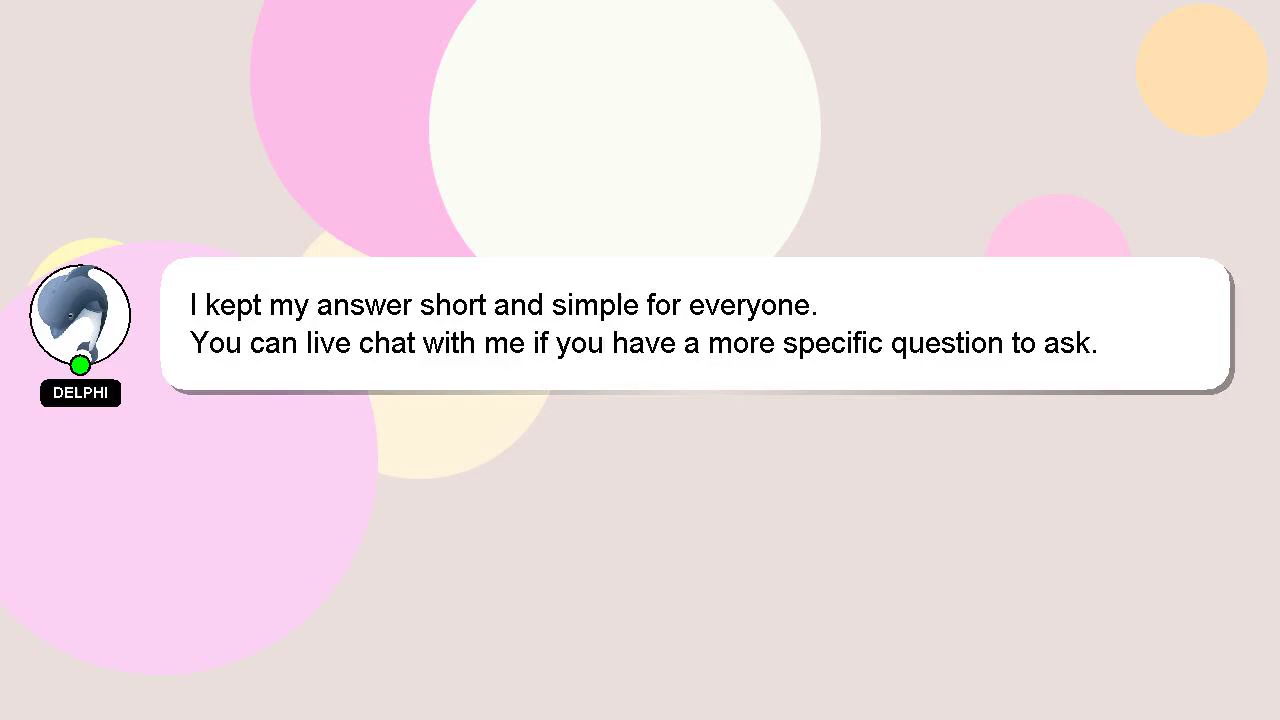 I kept my answer short and simple for everyone.
You can live chat with me if you have a more specific question to ask.
DELPHI